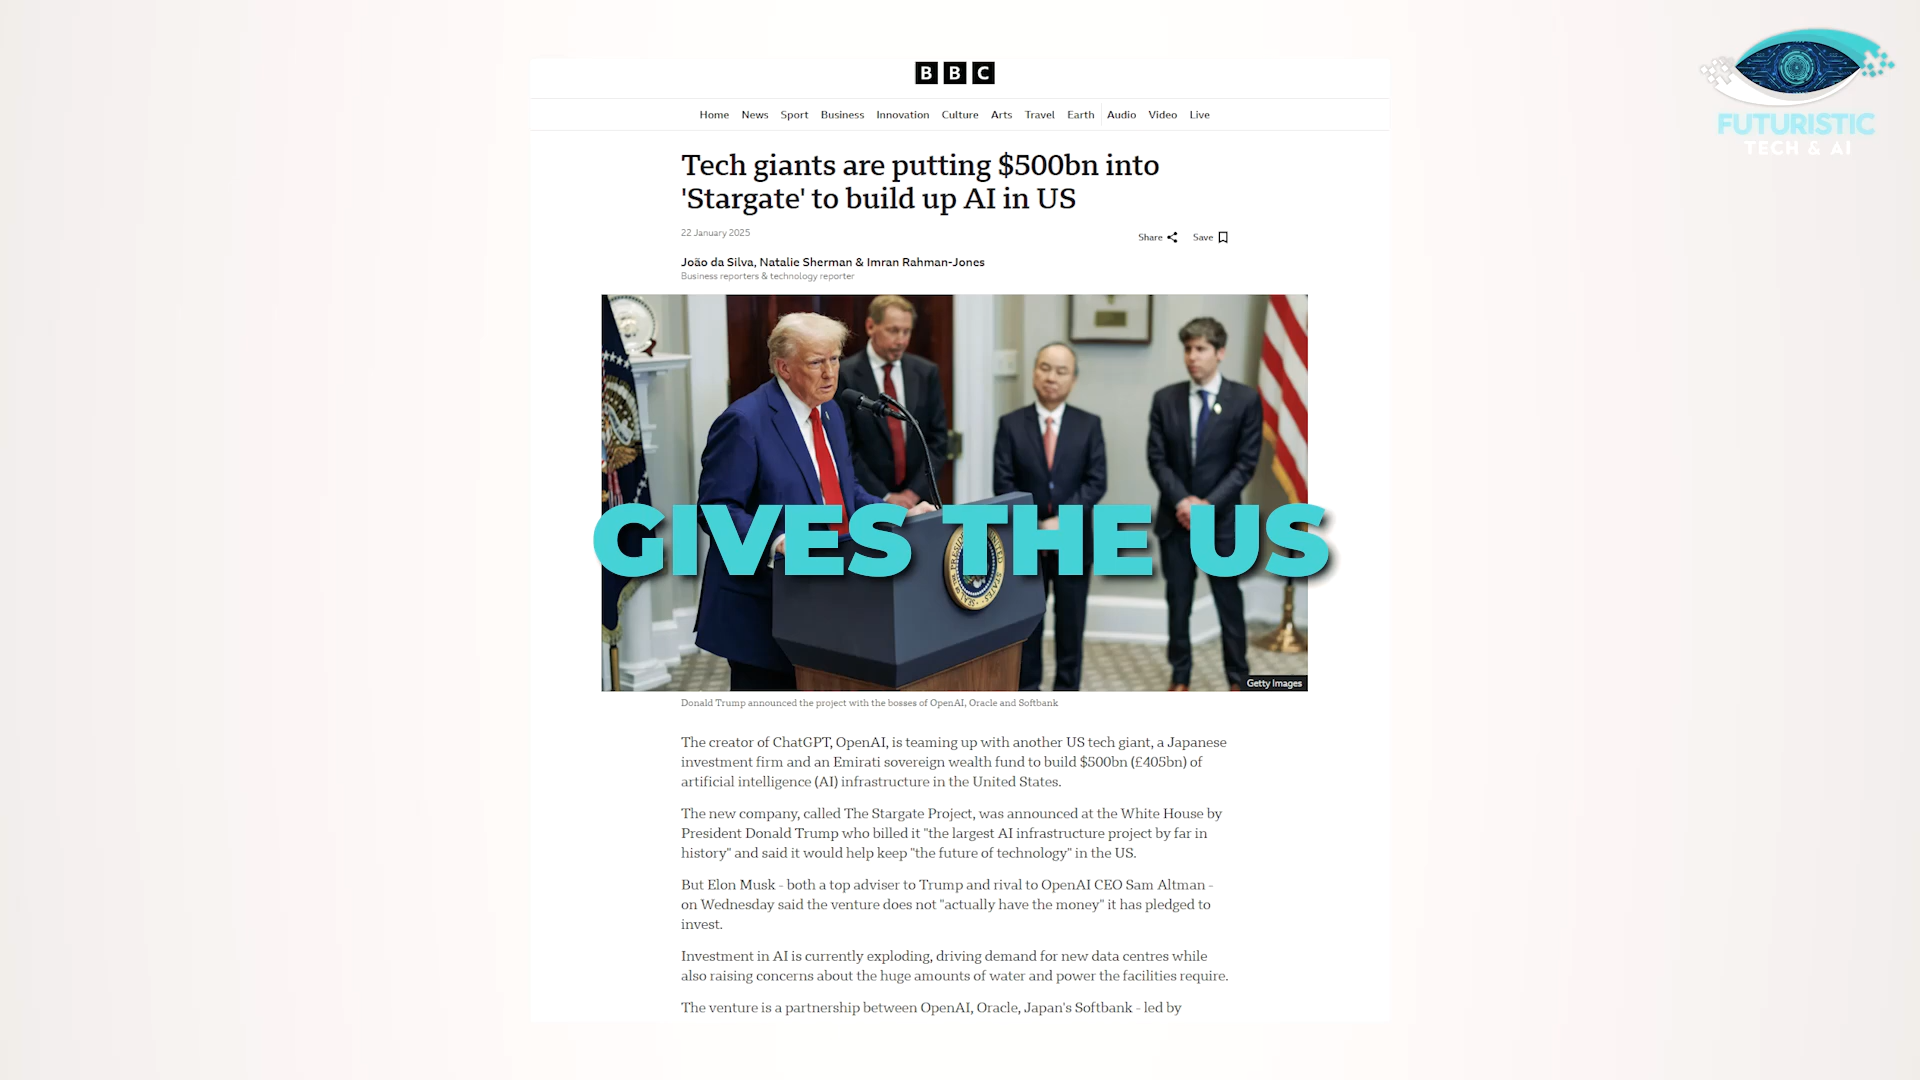 BBC
FUTURISTIC
TECH & AI
Home News Sport Business Innovation Culture Arts Travel Earth Audio Video Live
Tech giants are putting $500bn into
'Stargate' to build up AI in US
22 January 2025
Share Save
João da Silva, Natalie Sherman & Imran Rahman-Jones
Business reporters & technology reporter
GIVES THE US
Getty Images
Donald Trump announced the project with the bosses of OpenAI, Oracle and Softbank
The creator of ChatGPT, OpenAI, is teaming up with another US tech giant, a Japanese
investment firm and an Emirati sovereign wealth fund to build $500bn (£405bn) of
artificial intelligence (AI) infrastructure in the United States.
The new company, called The Stargate Project, was announced at the White House by
President Donald Trump who billed it "the largest AI infrastructure project by far in
history" and said it would help keep "the future of technology" in the US.
But Elon Musk - both a top adviser to Trump and rival to OpenAI CEO Sam Altman -
on Wednesday said the venture does not "actually have the money" it has pledged to
invest.
Investment in AI is currently exploding, driving demand for new data centres while
also raising concerns about the huge amounts of water and power the facilities require.
The venture is a partnership between OpenAI, Oracle, Japan's Softbank - led by